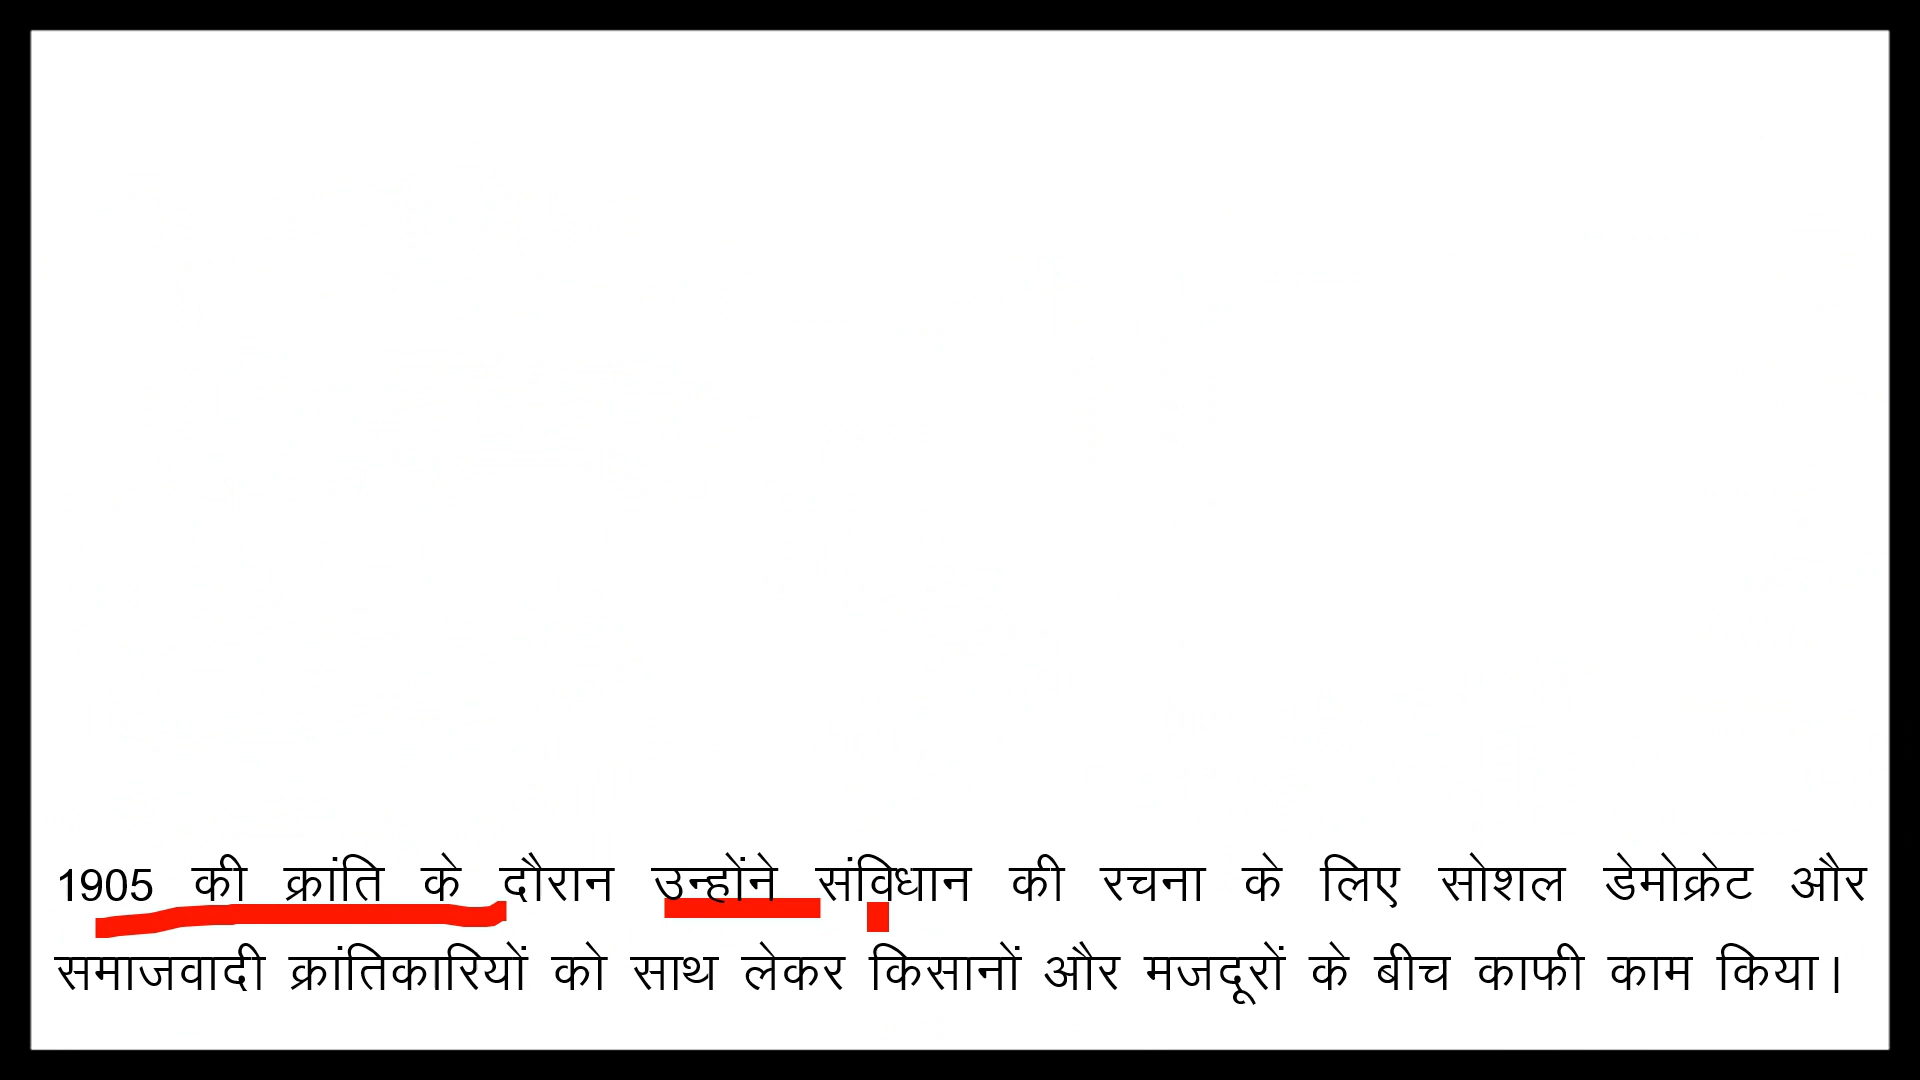 1905 की क्रांति के दौरान उन्होंने संविधान की रचना के लिए सोशल डेमोक्रेट और
समाजवादी क्रांतिकारियों को साथ लेकर किसानों और मजदूरों के बीच काफी काम किया।